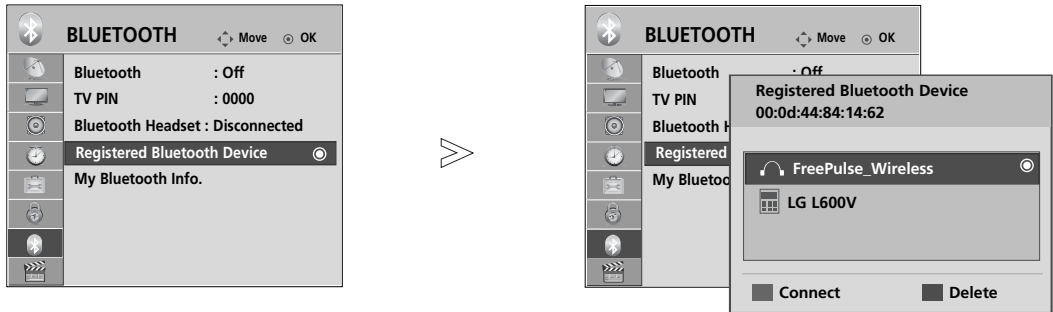 BLUETOOTH Move OK
Bluetooth : Off
TV PIN : 0000
Bluetooth Headset : Disconnected
Registered Bluetooth Device
My Bluetooth Info.
BLUETOOTH Move OK
Bluetooth : Off
TV PIN
Bluetooth H
Registered
My Bluetoo
Registered Bluetooth Device
00:0d:44:84:14:62
FreePulse_Wireless
LG L600V
Connect Delete